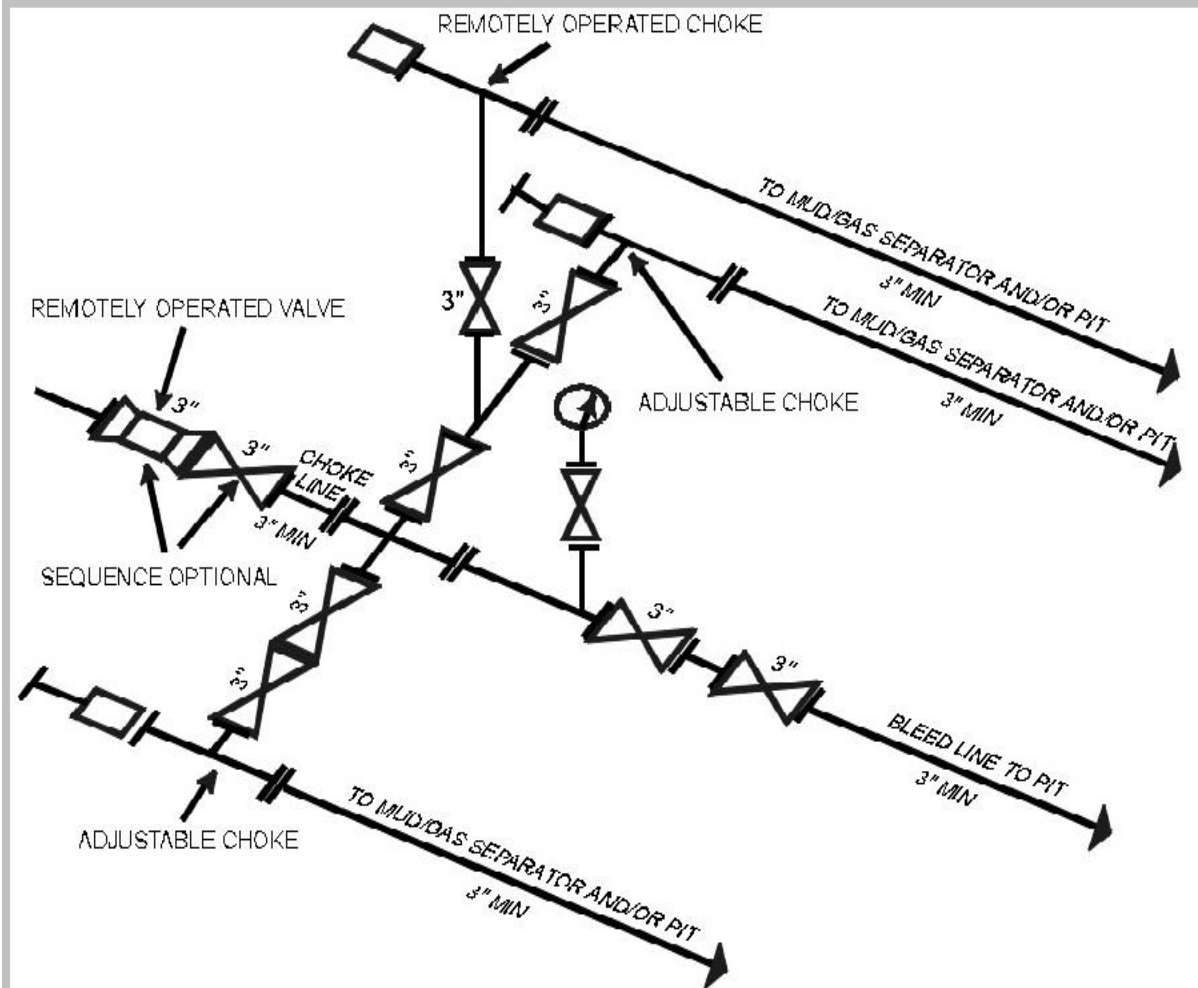 REMOTELY OPERATED CHOKE
TO MUD/GAS SEPARATOR AND/OR PIT
3" MIN
3"
3"
TO MUD/GAS SEPARATOR AND/OR PIT
3" MIN
REMOTELY OPERATED VALVE
ADJUSTABLE CHOKE
3"
3"
CHOKE
LINE
3" MIN
3"
SEQUENCE OPTIONAL
3"
3"
3"
3"
BLEED LINE TO PIT
3" MIN
ADJUSTABLE CHOKE
TO MUD/GAS SEPARATOR AND/OR PIT
3" MIN